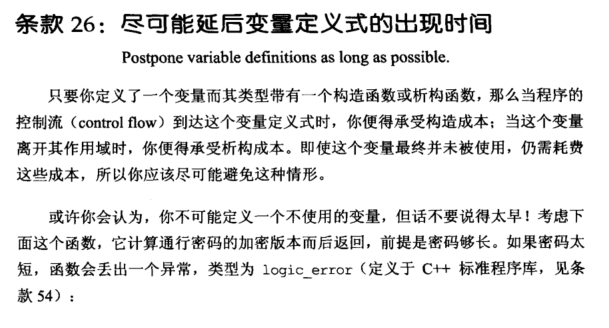 条款 26：尽可能延后变量定义式的出现时间
Postpone variable definitions as long as possible.
只要你定义了一个变量而其类型带有一个构造函数或析构函数，那么当程序的
控制流（control flow）到达这个变量定义式时，你便得承受构造成本；当这个变量
离开其作用域时，你便得承受析构成本。即使这个变量最终并未被使用，仍需耗费
这些成本，所以你应该尽可能避免这种情形。
或许你会认为，你不可能定义一个不使用的变量，但话不要说得太早！考虑下
面这个函数，它计算通行密码的加密版本而后返回，前提是密码够长。如果密码太
短，函数会丢出一个异常，类型为 logic_error（定义于 C++ 标准程序库，见条
款 54）：